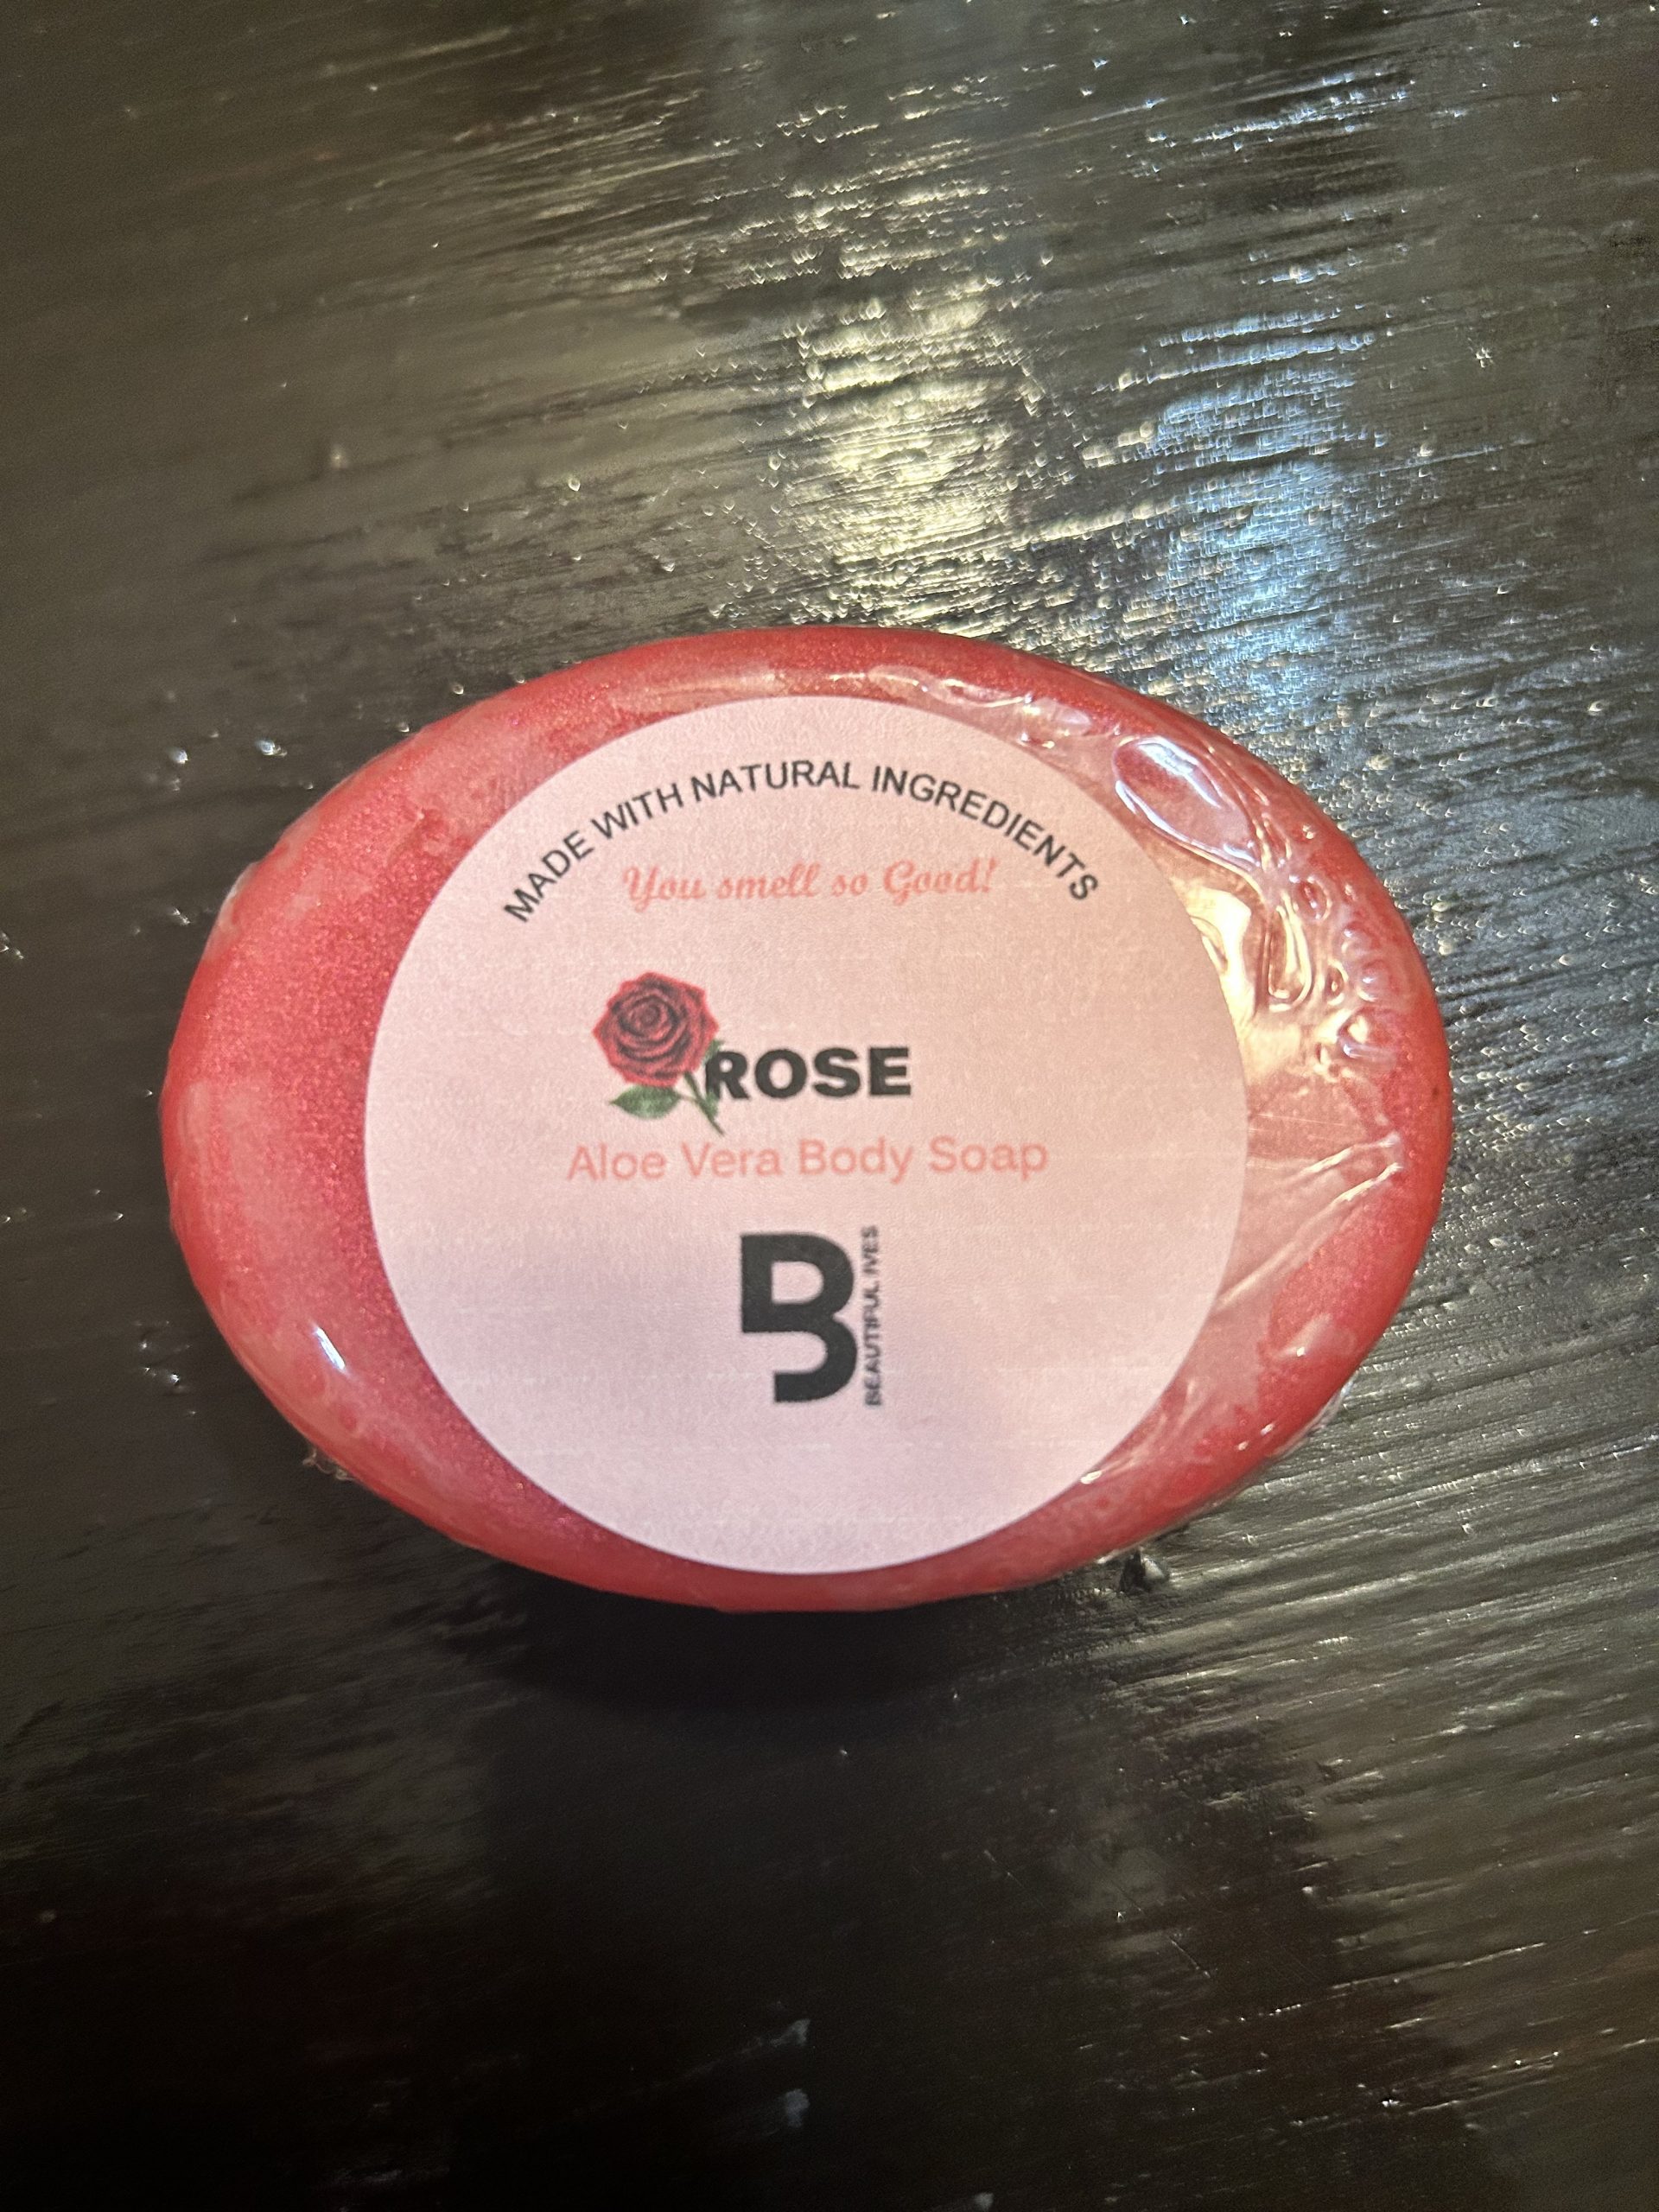 MADE WITH NATURAL INGREDIENTS
You smell so Good!
ROSE
Aloe Vera Body Soap
B
BEAUTIFUL IVES